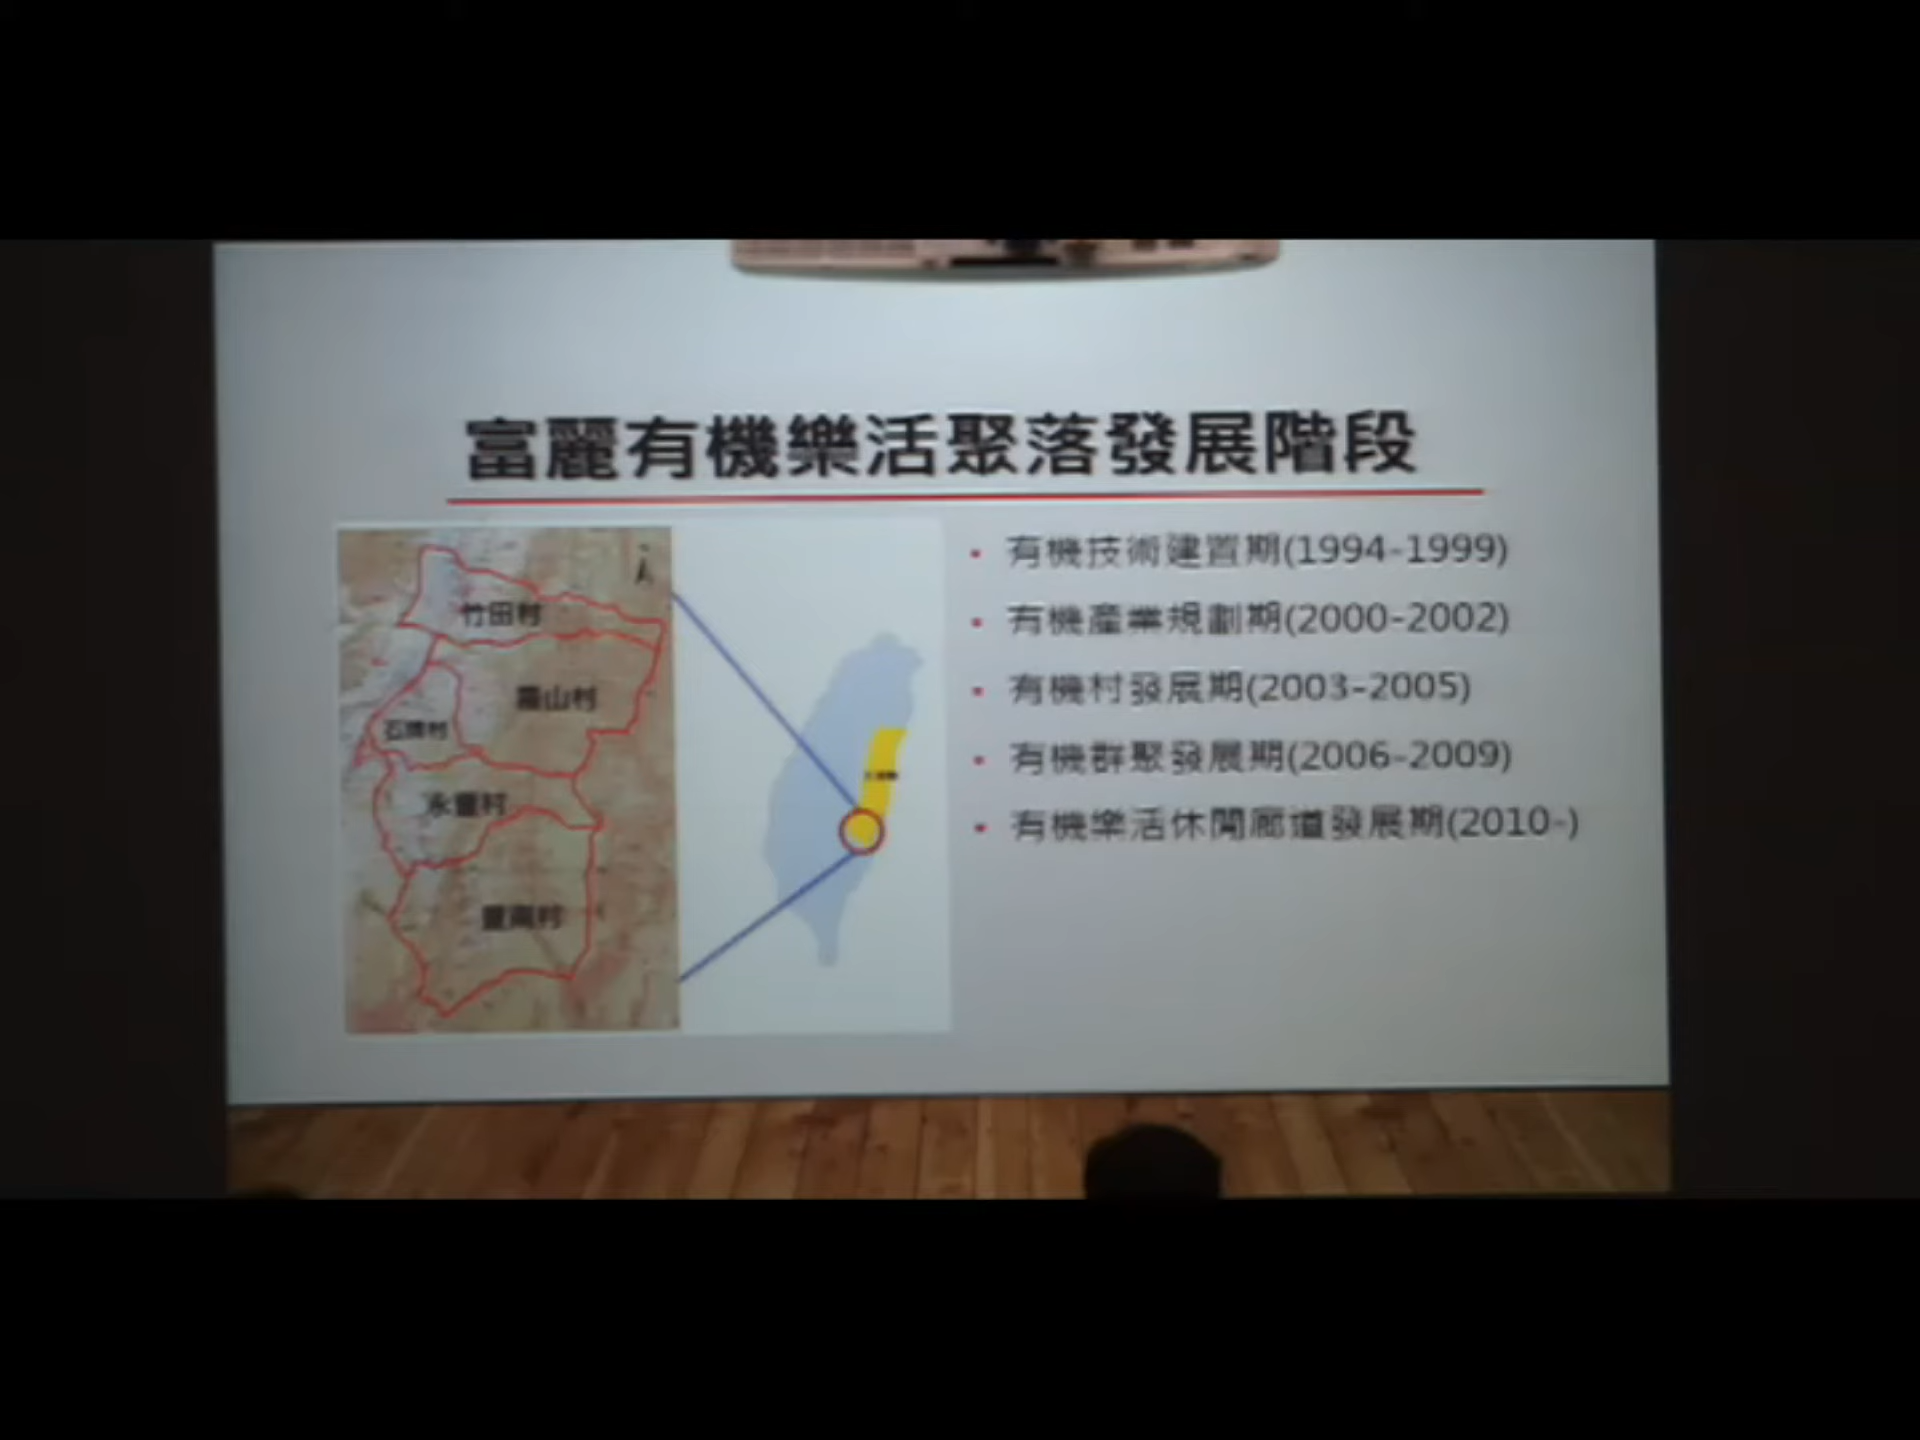 富麗有機樂活聚落發展階段
有機技術建置期(1994-1999)
有機產業規劃期(2000-2002)
有機村發展期(2003-2005)
有機群聚發展期(2006-2009)
有機樂活休閒廊道發展期(2010-)
竹田村
羅山村
石牌村
永豐村
豐南村